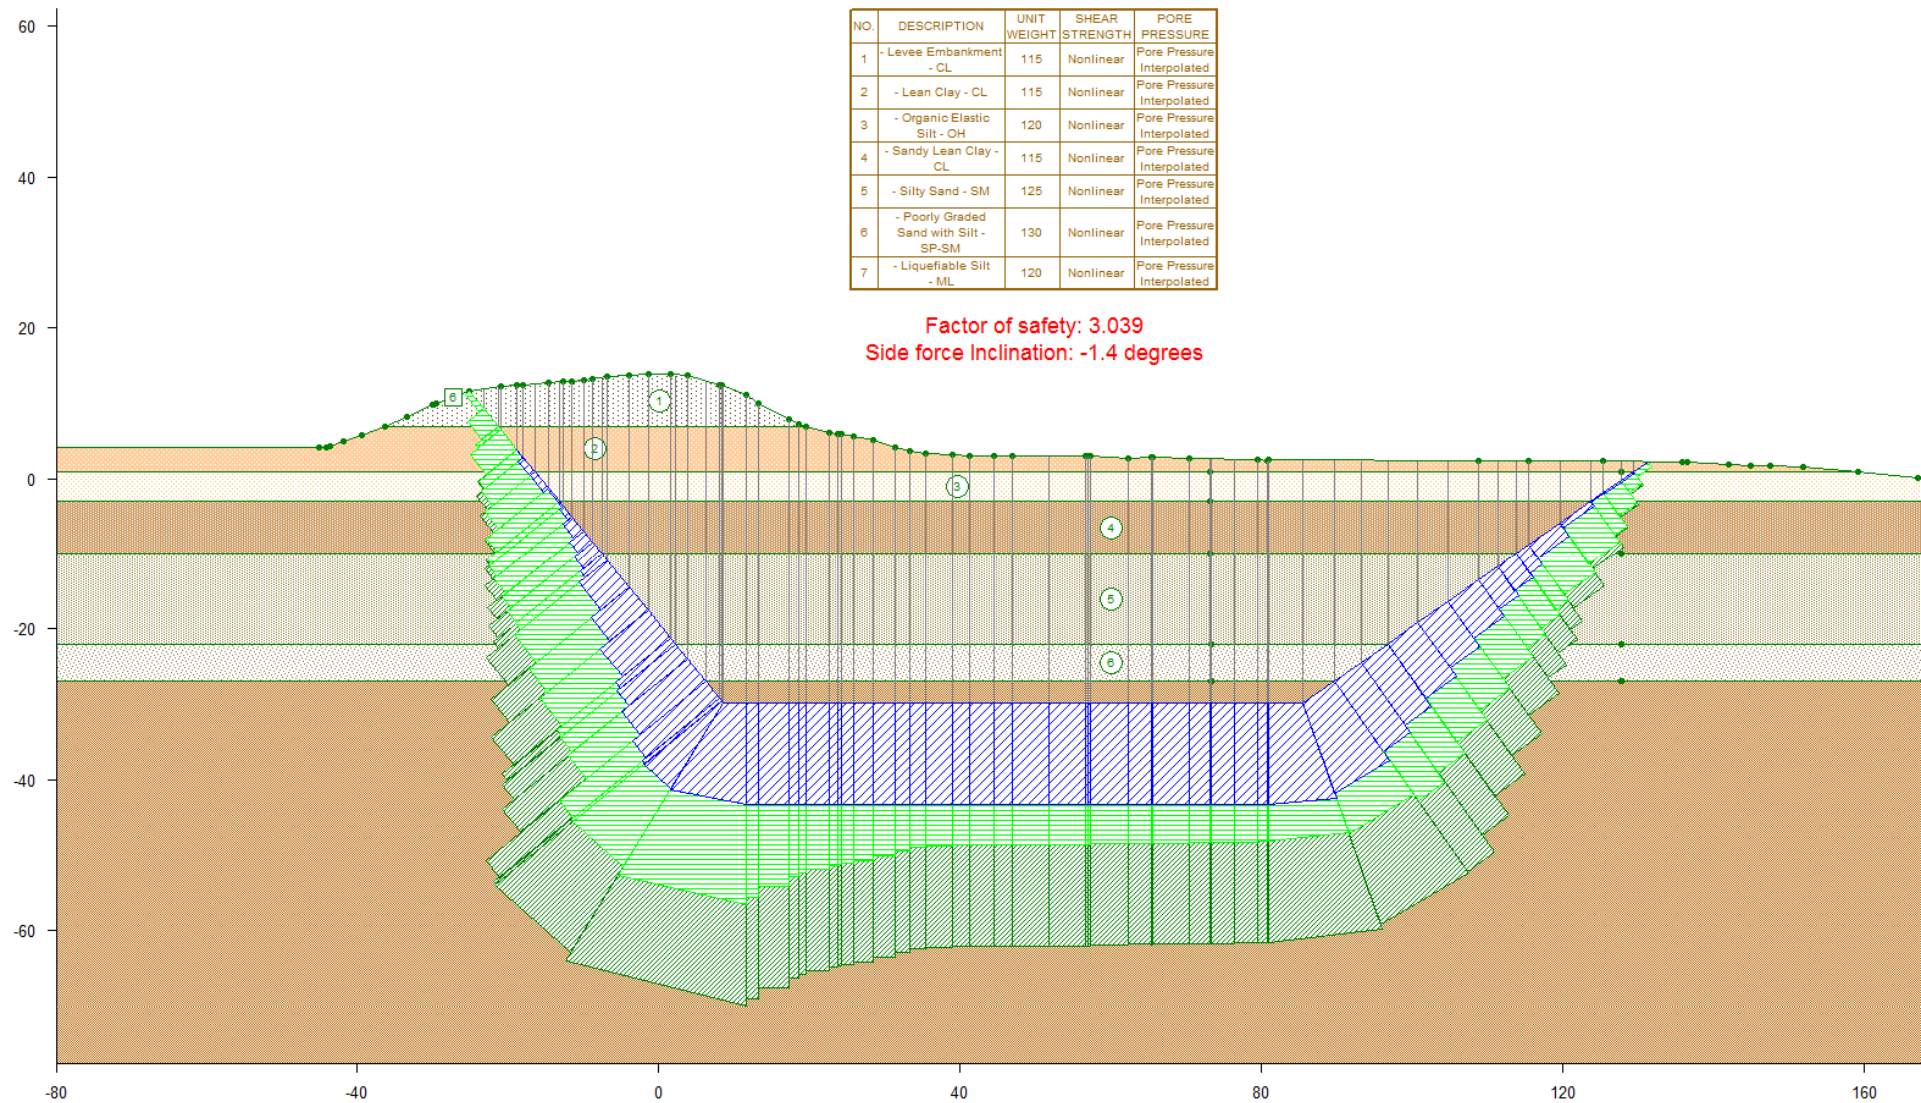 NO. DESCRIPTION UNIT WEIGHT SHEAR STRENGTH PORE PRESSURE
1 - Levee Embankment - CL 115 Nonlinear Pore Pressure Interpolated
2 - Lean Clay - CL 115 Nonlinear Pore Pressure Interpolated
3 - Organic Elastic Silt - OH 120 Nonlinear Pore Pressure Interpolated
4 - Sandy Lean Clay - CL 115 Nonlinear Pore Pressure Interpolated
5 - Silty Sand - SM 125 Nonlinear Pore Pressure Interpolated
6 - Poorly Graded Sand with Silt - SP-SM 130 Nonlinear Pore Pressure Interpolated
7 - Liquefiable Silt - ML 120 Nonlinear Pore Pressure Interpolated
Factor of safety: 3.039
Side force Inclination: -1.4 degrees
60
40
20
0
-20
-40
-60
6
1
2
3
4
5
6
-80 -40 0 40 80 120 160